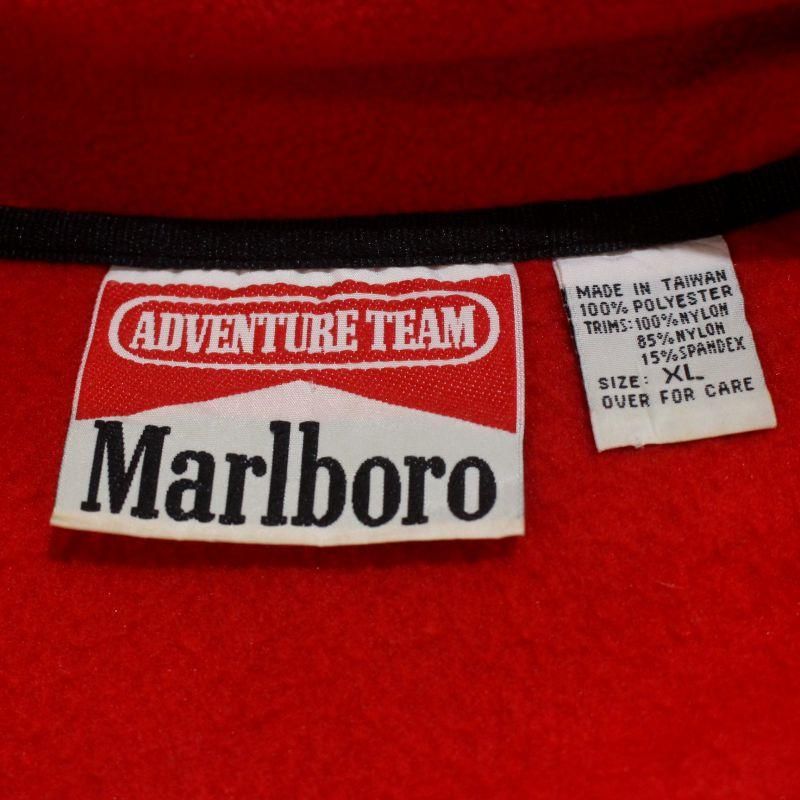 ADVENTURE TEAM
Marlboro
MADE IN TAIWAN
100% POLYESTER
TRIMS: 100% NYLON
85% NYLON
15% SPANDEX
SIZE: XL
OVER FOR CARE